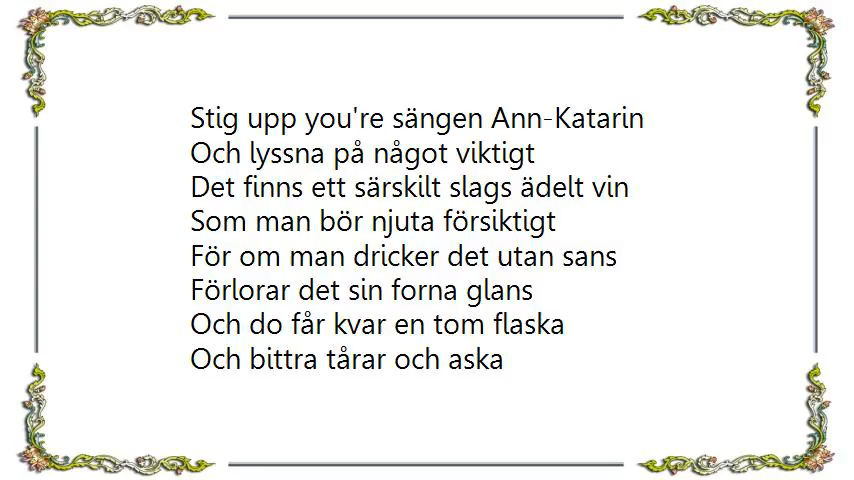 Stig upp you're sängen Ann-Katarin
Och lyssna på något viktigt
Det finns ett särskilt slags ädelt vin
Som man bör njuta försiktigt
För om man dricker det utan sans
Förlorar det sin forna glans
Och do får kvar en tom flaska
Och bittra tårar och aska